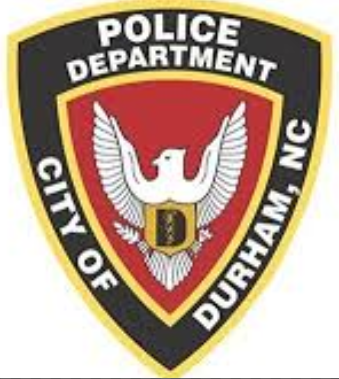 POLICE
DEPARTMENT
CITY OF
DURHAM, NC
D